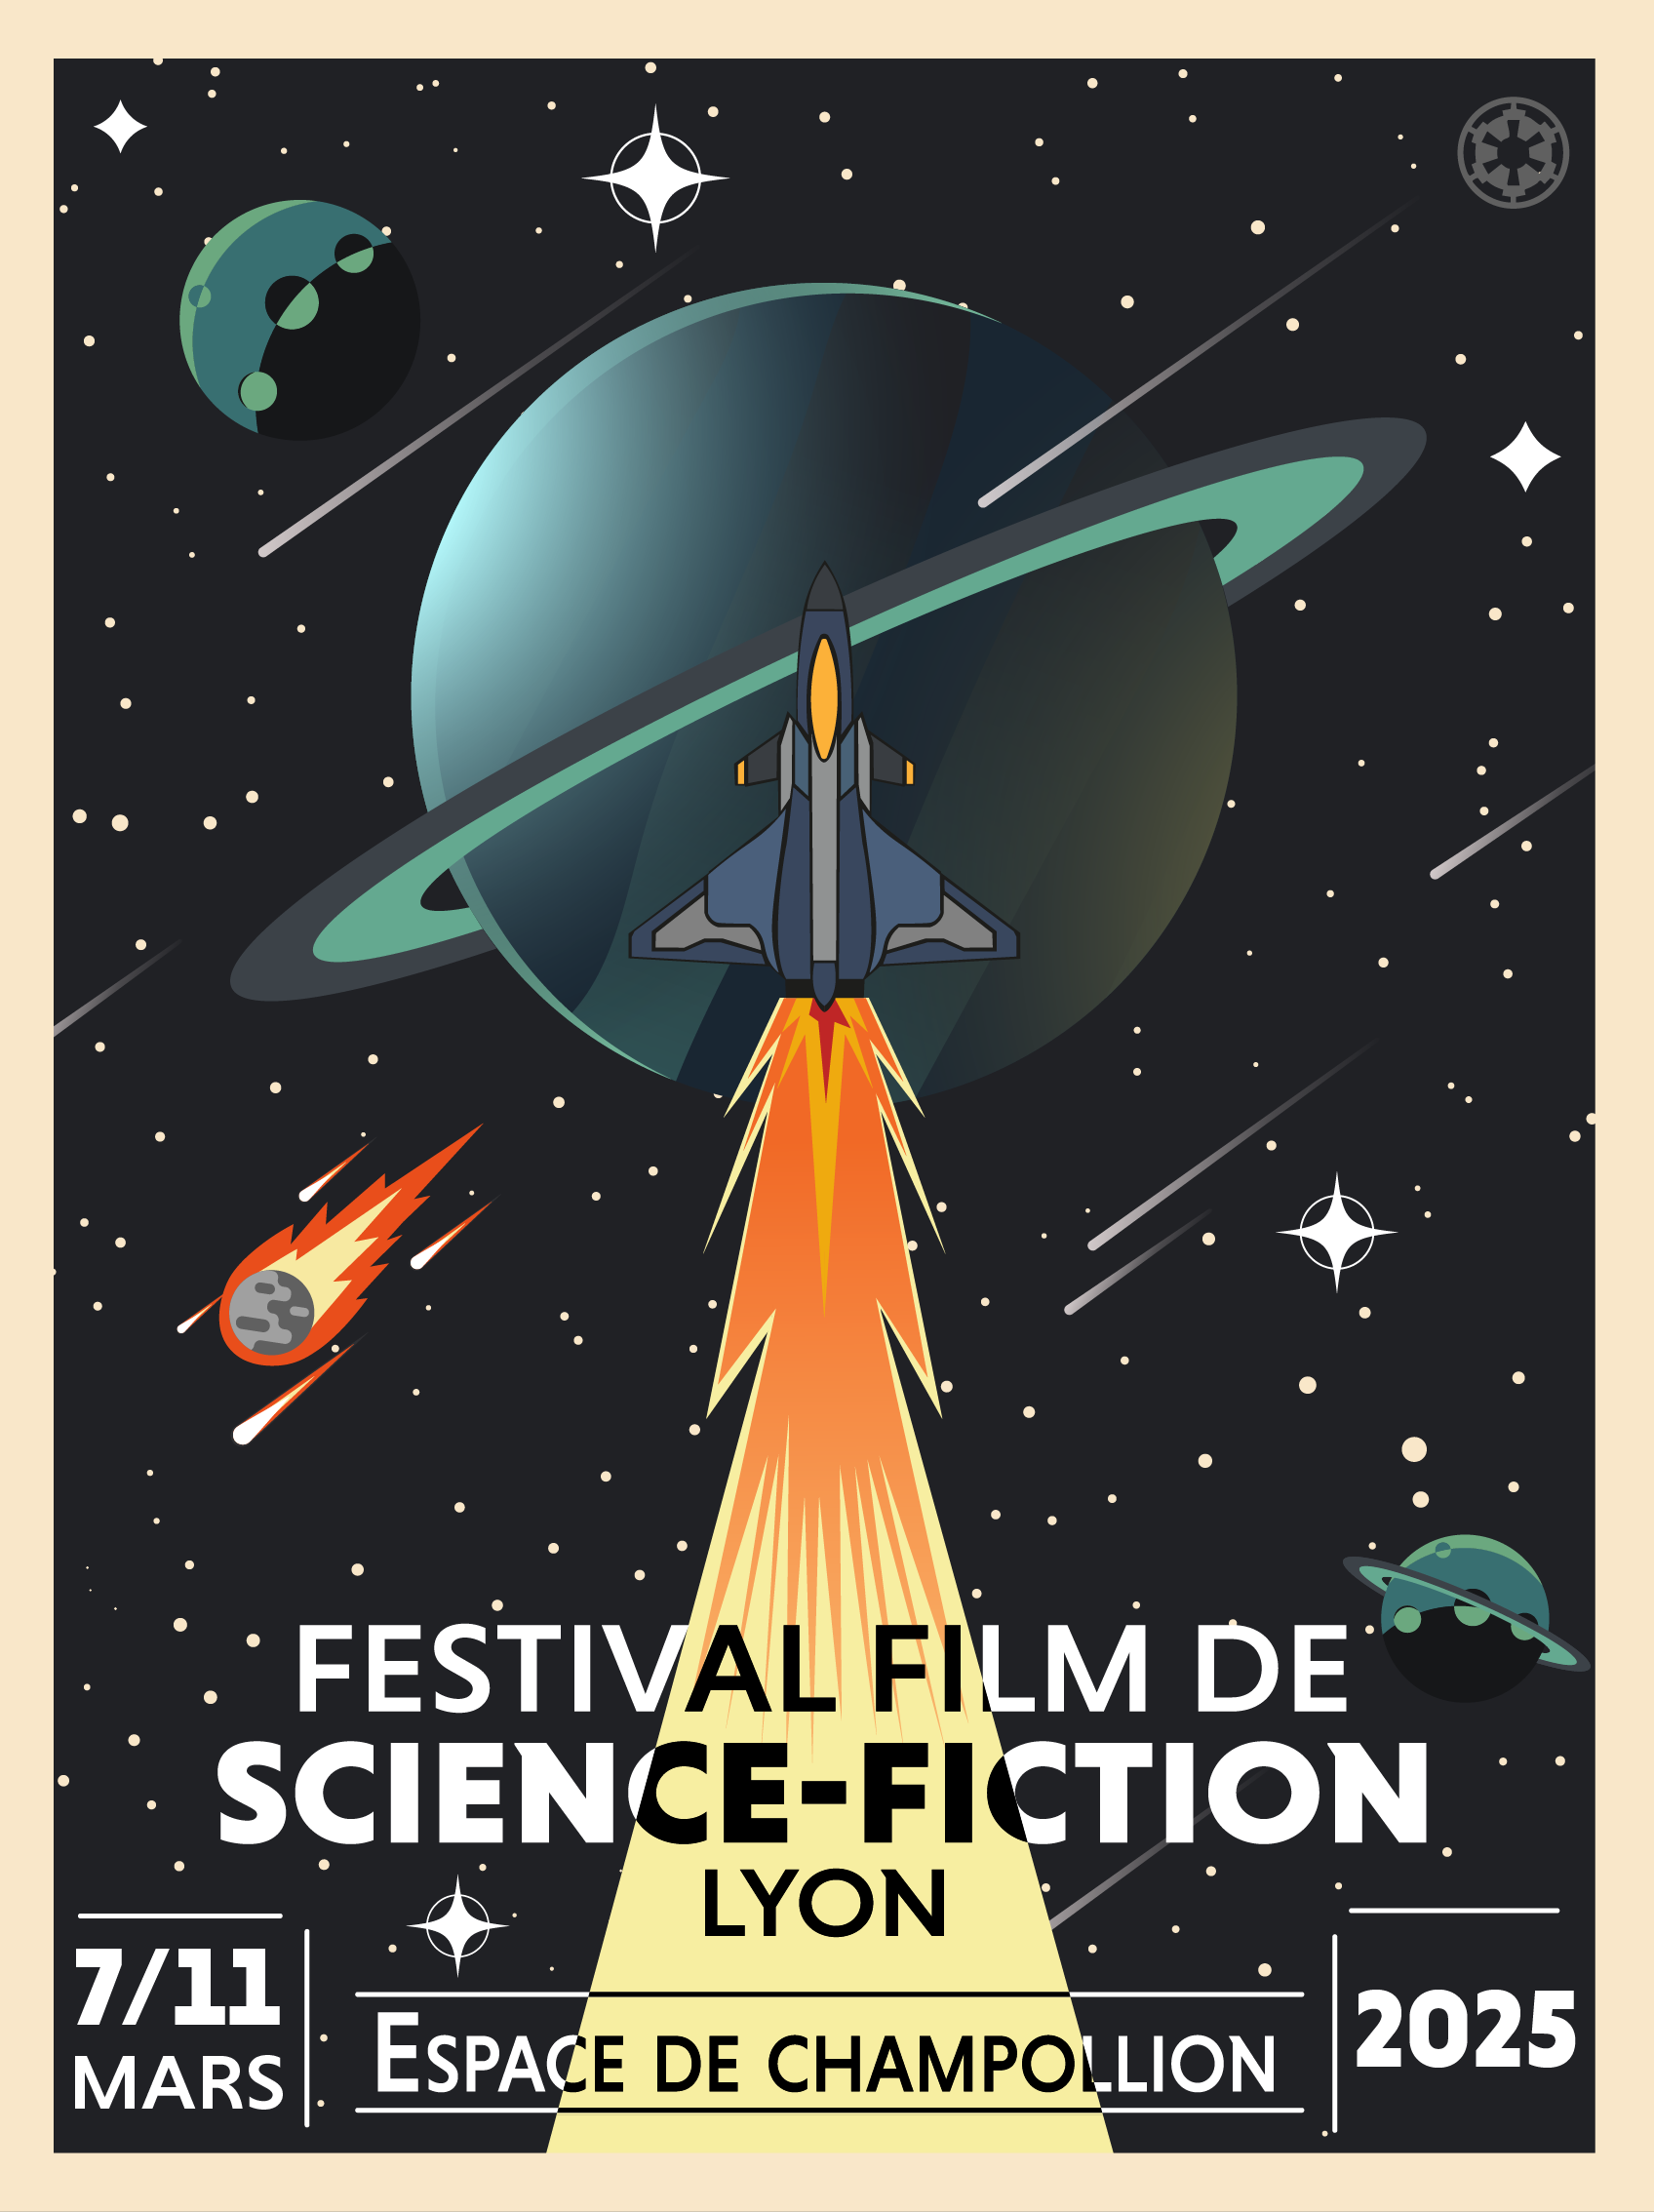 FESTIVAL FILM DE
SCIENCE-FICTION
LYON
7/11
MARS
ESPACE DE CHAMPOLLION
2025